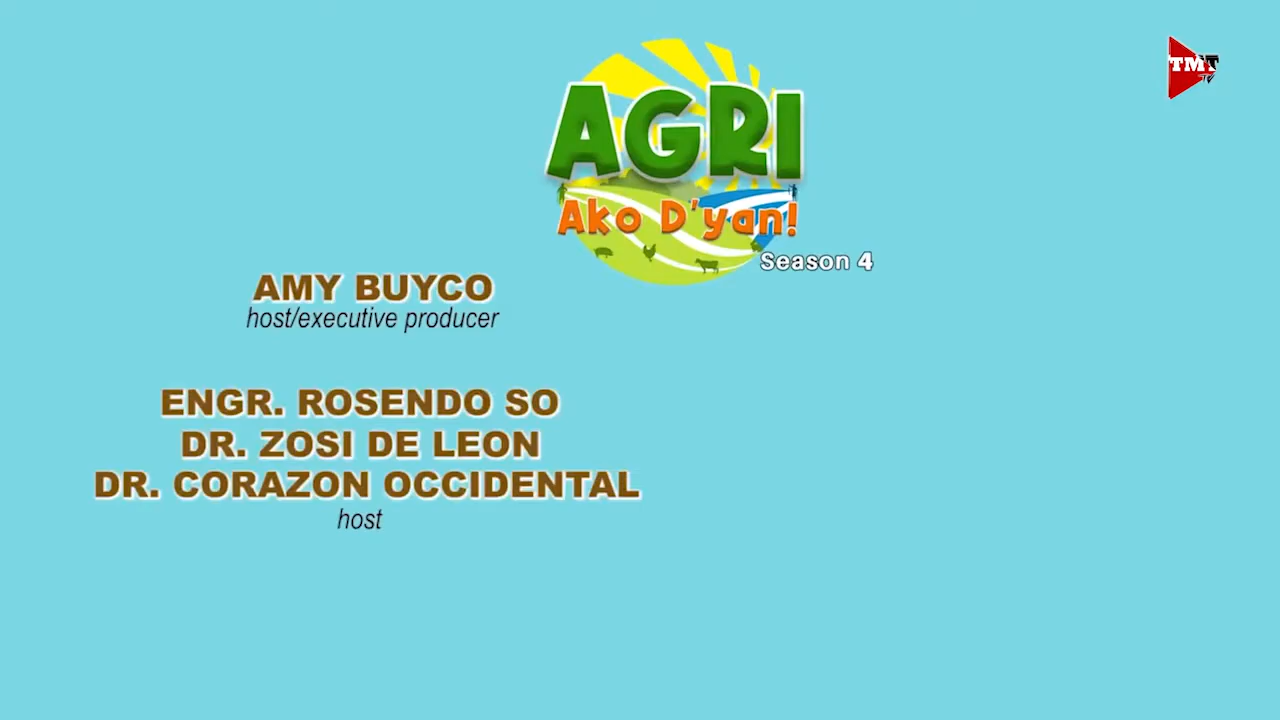 TMT
TV
AGRI
Ako D'yan!
Season 4
AMY BUYCO
host/executive producer
ENGR. ROSENDO SO
DR. ZOSI DE LEON
DR. CORAZON OCCIDENTAL
host